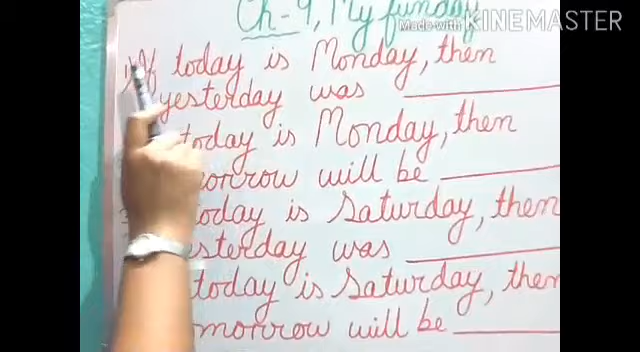 Ch-9, My funday
Made with KINEMASTER
If today is Monday, then
yesterday was
today is Monday, then
will be
today is Saturday, then
was
today is Saturday, then
will be